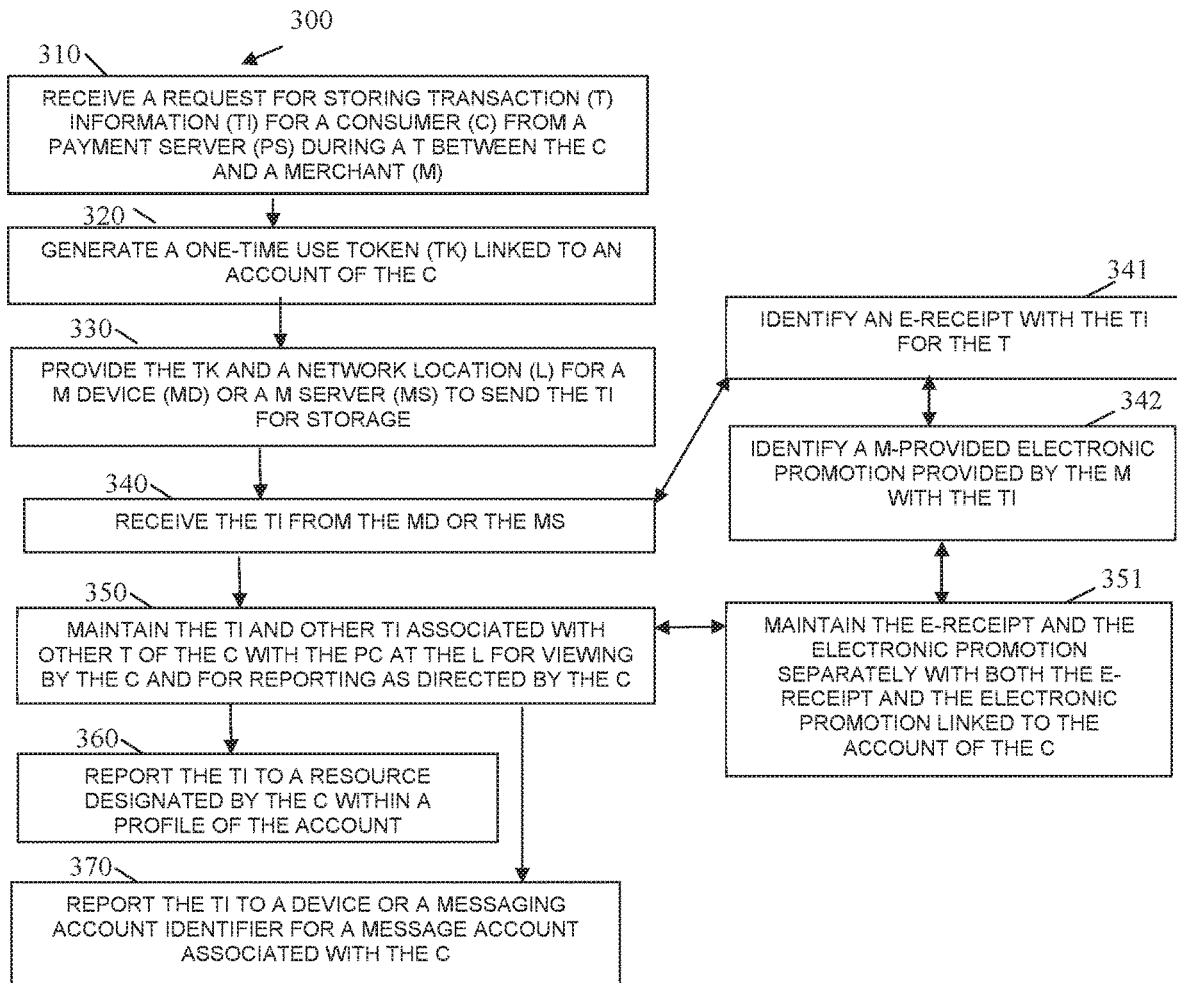 300
310
RECEIVE A REQUEST FOR STORING TRANSACTION (T)
INFORMATION (TI) FOR A CONSUMER (C) FROM A
PAYMENT SERVER (PS) DURING A T BETWEEN THE C
AND A MERCHANT (M)
320
GENERATE A ONE-TIME USE TOKEN (TK) LINKED TO AN
ACCOUNT OF THE C
330
PROVIDE THE TK AND A NETWORK LOCATION (L) FOR A
M DEVICE (MD) OR A M SERVER (MS) TO SEND THE TI
FOR STORAGE
340
RECEIVE THE TI FROM THE MD OR THE MS
341
IDENTIFY AN E-RECEIPT WITH THE TI
FOR THE T
342
IDENTIFY A M-PROVIDED ELECTRONIC
PROMOTION PROVIDED BY THE M
WITH THE TI
350
MAINTAIN THE TI AND OTHER TI ASSOCIATED WITH
OTHER T OF THE C WITH THE PC AT THE L FOR VIEWING
BY THE C AND FOR REPORTING AS DIRECTED BY THE C
351
MAINTAIN THE E-RECEIPT AND THE
ELECTRONIC PROMOTION
SEPARATELY WITH BOTH THE E-
RECEIPT AND THE ELECTRONIC
PROMOTION LINKED TO THE
ACCOUNT OF THE C
360
REPORT THE TI TO A RESOURCE
DESIGNATED BY THE C WITHIN A
PROFILE OF THE ACCOUNT
370
REPORT THE TI TO A DEVICE OR A MESSAGING
ACCOUNT IDENTIFIER FOR A MESSAGE ACCOUNT
ASSOCIATED WITH THE C